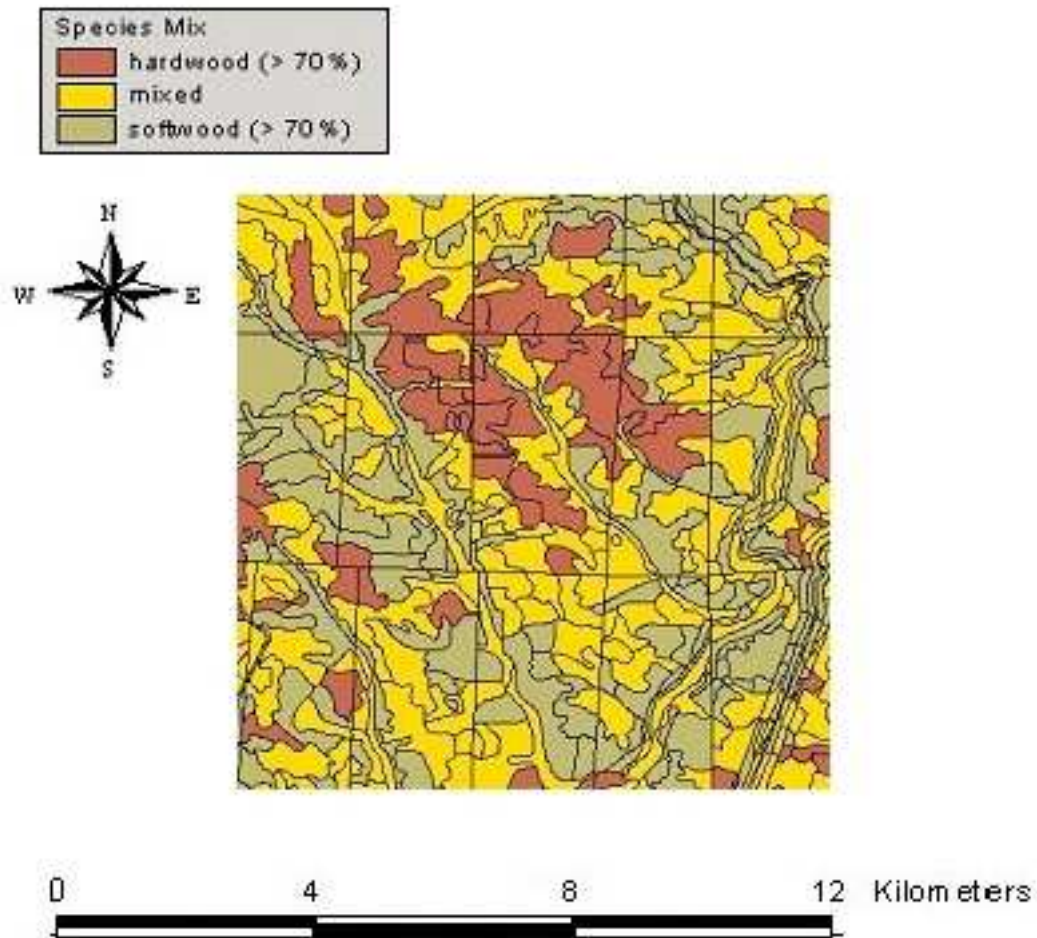 Species Mix
hardwood (> 70%)
mixed
softwood (> 70%)
N
W E
S
0 4 8 12 Kilometers